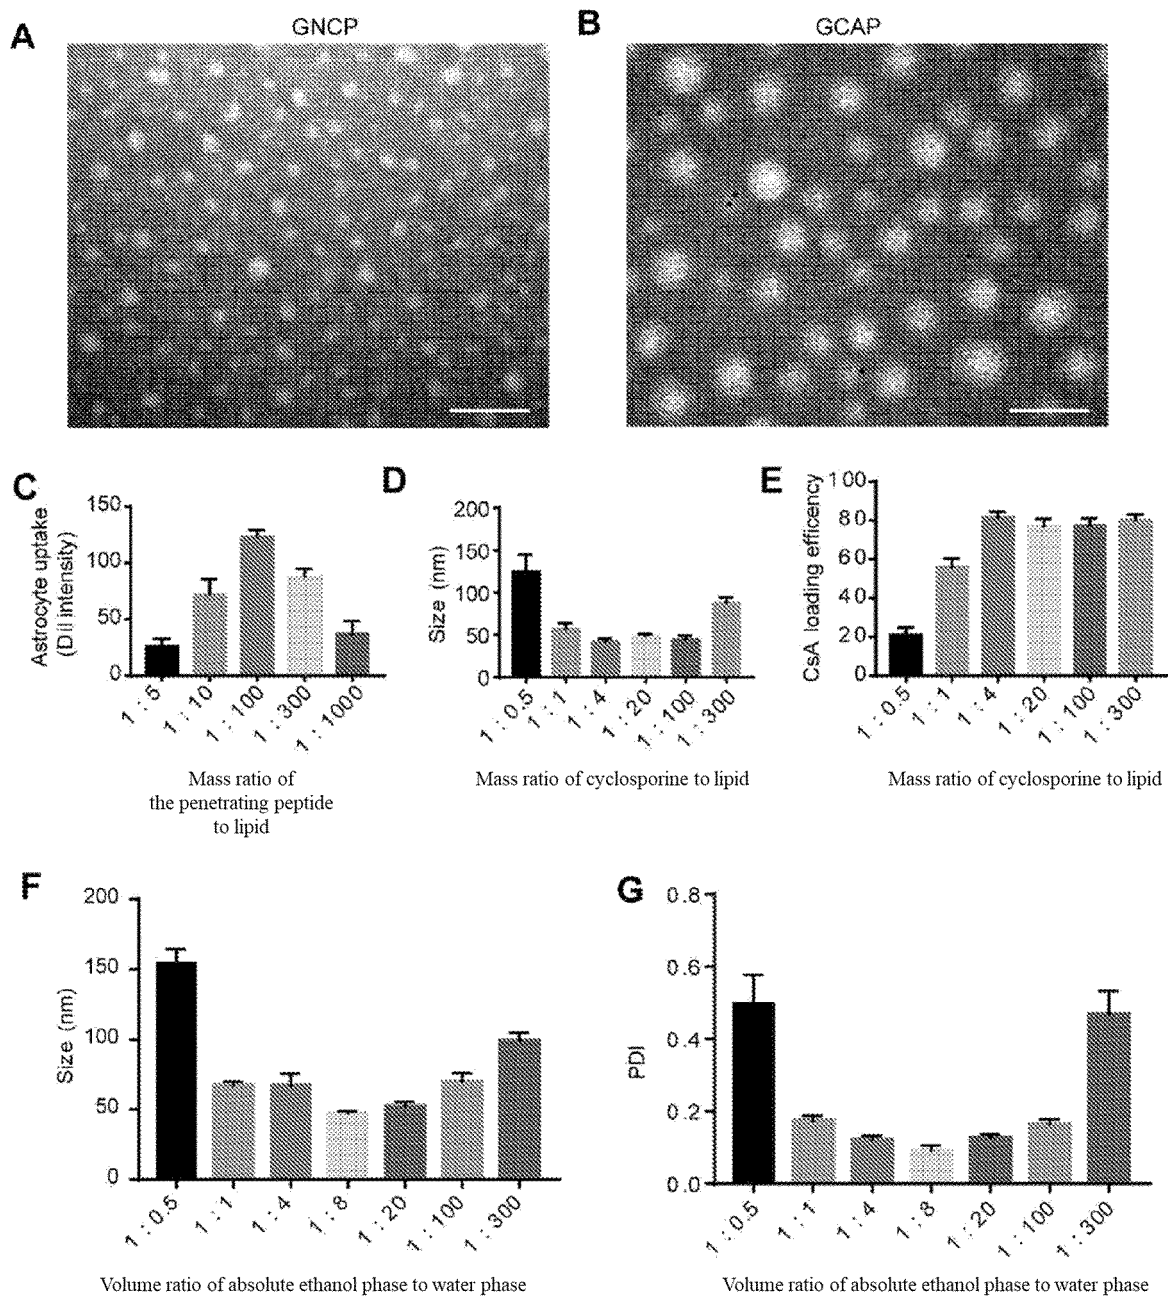 A
GNCP
B
GCAP
C
Astrocyte uptake
(DiI intensity)
150
100
50
0
1:5
1:10
1:100
1:300
1:1000
Mass ratio of
the penetrating peptide
to lipid
D
Size (nm)
200
150
100
50
0
1:0.5
1:1
1:4
1:20
1:100
1:300
Mass ratio of cyclosporine to lipid
E
CsA loading efficency
100
80
60
40
20
0
1:0.5
1:1
1:4
1:20
1:100
1:300
Mass ratio of cyclosporine to lipid
F
Size (nm)
200
150
100
50
0
1:0.5
1:1
1:4
1:8
1:20
1:100
1:300
Volume ratio of absolute ethanol phase to water phase
G
PDI
0.8
0.6
0.4
0.2
0.0
1:0.5
1:1
1:4
1:8
1:20
1:100
1:300
Volume ratio of absolute ethanol phase to water phase